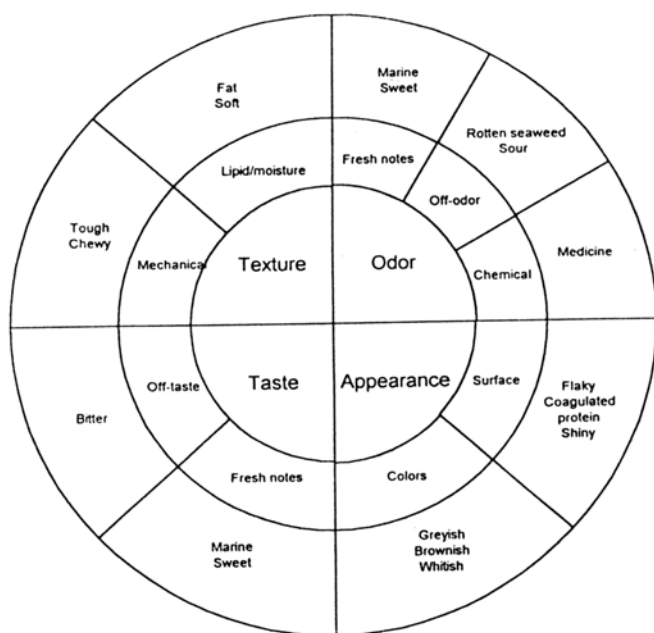 Fat
Soft
Marine
Sweet
Rotten seaweed
Sour
Lipid/moisture
Fresh notes
Off-odor
Tough
Chewy
Mechanical
Texture
Odor
Chemical
Medicine
Taste
Appearance
Off-taste
Surface
Bitter
Flaky
Coagulated
protein
Shiny
Fresh notes
Colors
Marine
Sweet
Greyish
Brownish
Whitish